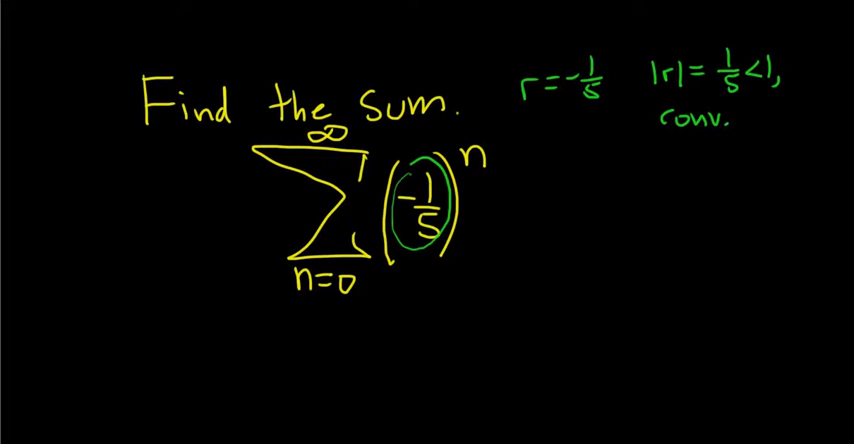 Find the sum.
r = -1/5 |r| = 1/5 < 1,
conv.
∞
∑ (-1/5)^n
n=0